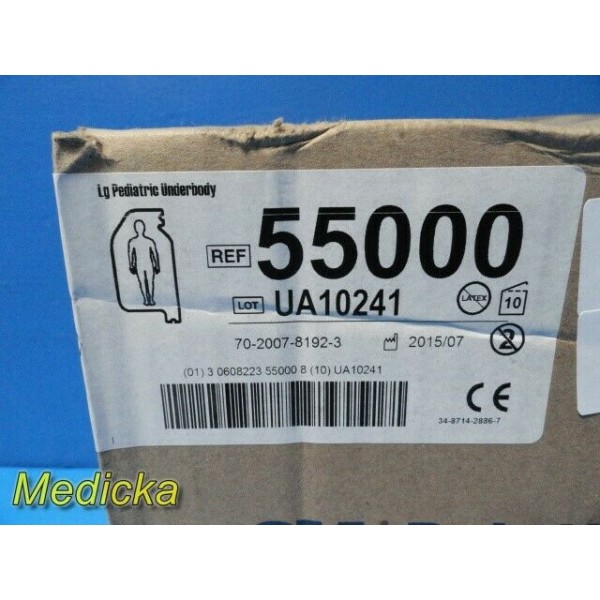 Lg Pediatric Underbody
REF 55000
LOT UA10241
LATEX
10
70-2007-8192-3
2015/07
2
(01) 3 0608223 55000 8 (10) UA10241
CE
34-8714-2886-7
Medicka